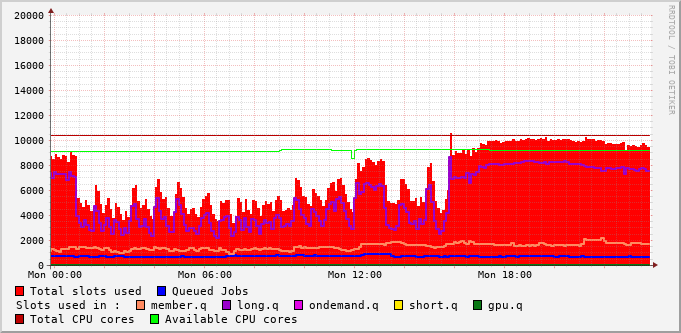 20000
18000
16000
14000
12000
10000
8000
6000
4000
2000
0
Mon 00:00 Mon 06:00 Mon 12:00 Mon 18:00
Total slots used Queued Jobs
Slots used in : member.q long.q ondemand.q short.q gpu.q
Total CPU cores Available CPU cores
RRDTOOL / TOBI OETIKER